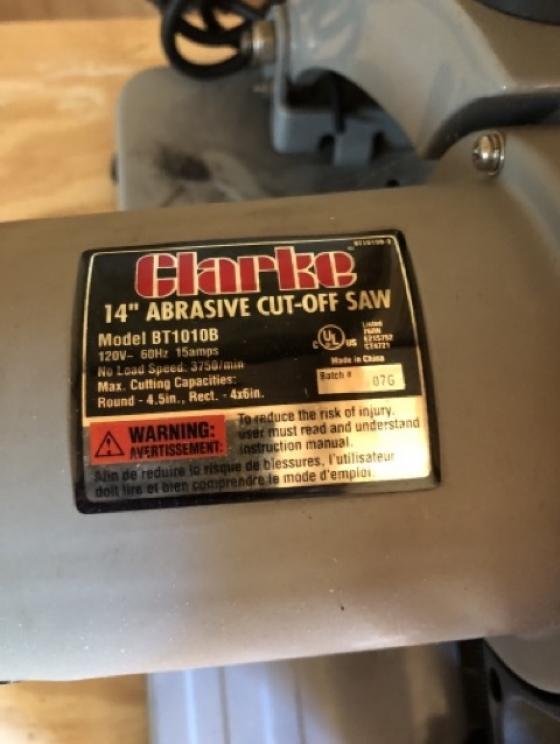 Clarke
14" ABRASIVE CUT-OFF SAW
Model BT1010B
120V~ 60Hz 15amps
No Load Speed: 3750/min
Max. Cutting Capacities:
Round - 4.5in., Rect. - 4x6in.
C UL US
Listed
Made in China
Batch # 07G
WARNING:
AVERTISSEMENT:
To reduce the risk of injury,
user must read and understand
instruction manual.
Afin de reduire le risque de blessures, l'utilisateur
doit lire et bien comprendre le mode d'emploi.